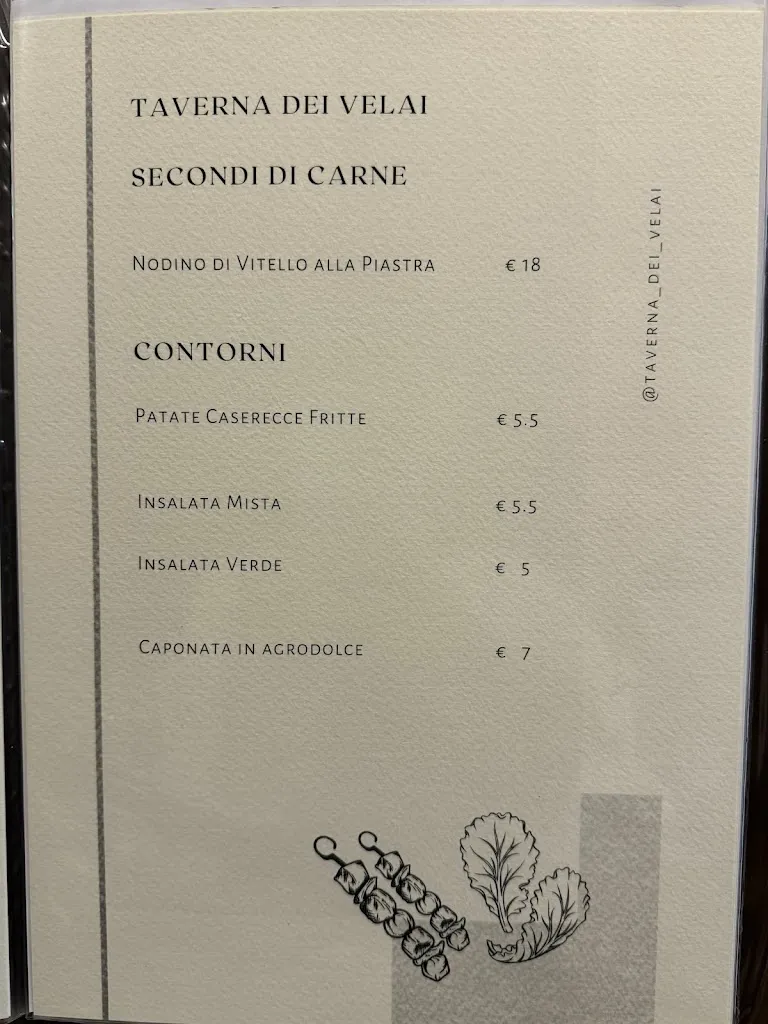 TAVERNA DEI VELAI
SECONDI DI CARNE
NODINO DI VITELLO ALLA PIASTRA € 18
CONTORNI
PATATE CASERECCE FRITTE € 5.5
INSALATA MISTA € 5.5
INSALATA VERDE € 5
CAPONATA IN AGRODOLCE € 7
@TAVERNA_DEI_VELAI